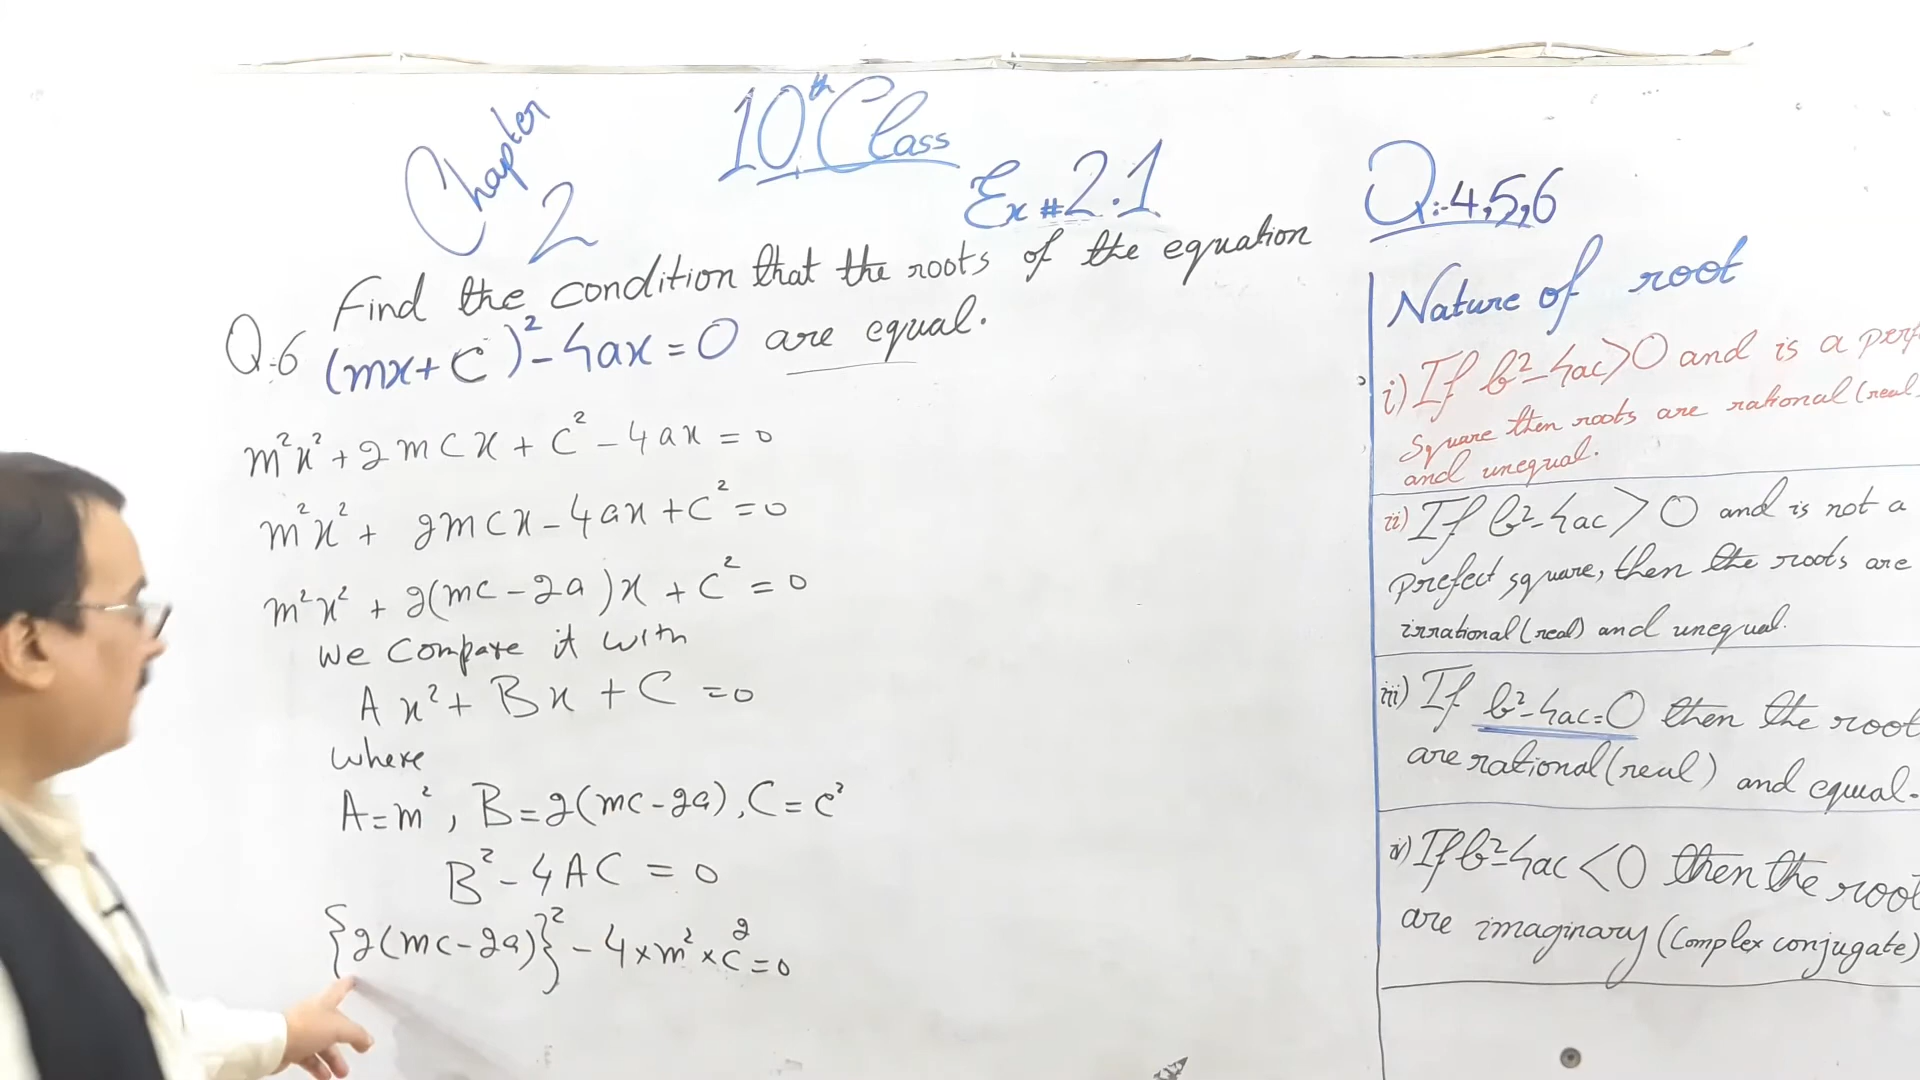 Chapter 2
10th Class
Ex # 2.1
Q:-4,5,6
Find the condition that the roots of the equation
Q.6 (mx+C)²-4ax=0 are equal.
m²x²+2mcx+c²-4ax=0
m²x²+ 2mcx-4ax+c²=0
m²x²+2(mc-2a)x+c²=0
We Compare it with
Ax²+Bx+C=0
where
A=m², B=2(mc-2a), C=c²
B²-4AC=0
{2(mc-2a)}²-4×m²×c²=0
Nature of root
i) If b²-4ac>0 and is a perf
Square then roots are rational (real
and unequal.
ii) If b²-4ac>0 and is not a
prefect square, then the roots are
irrational (real) and unequal.
iii) If b²-4ac=0 then the root
are rational (real) and equal.
iv) If b²-4ac<0 then the root
are imaginary (Complex conjugate)